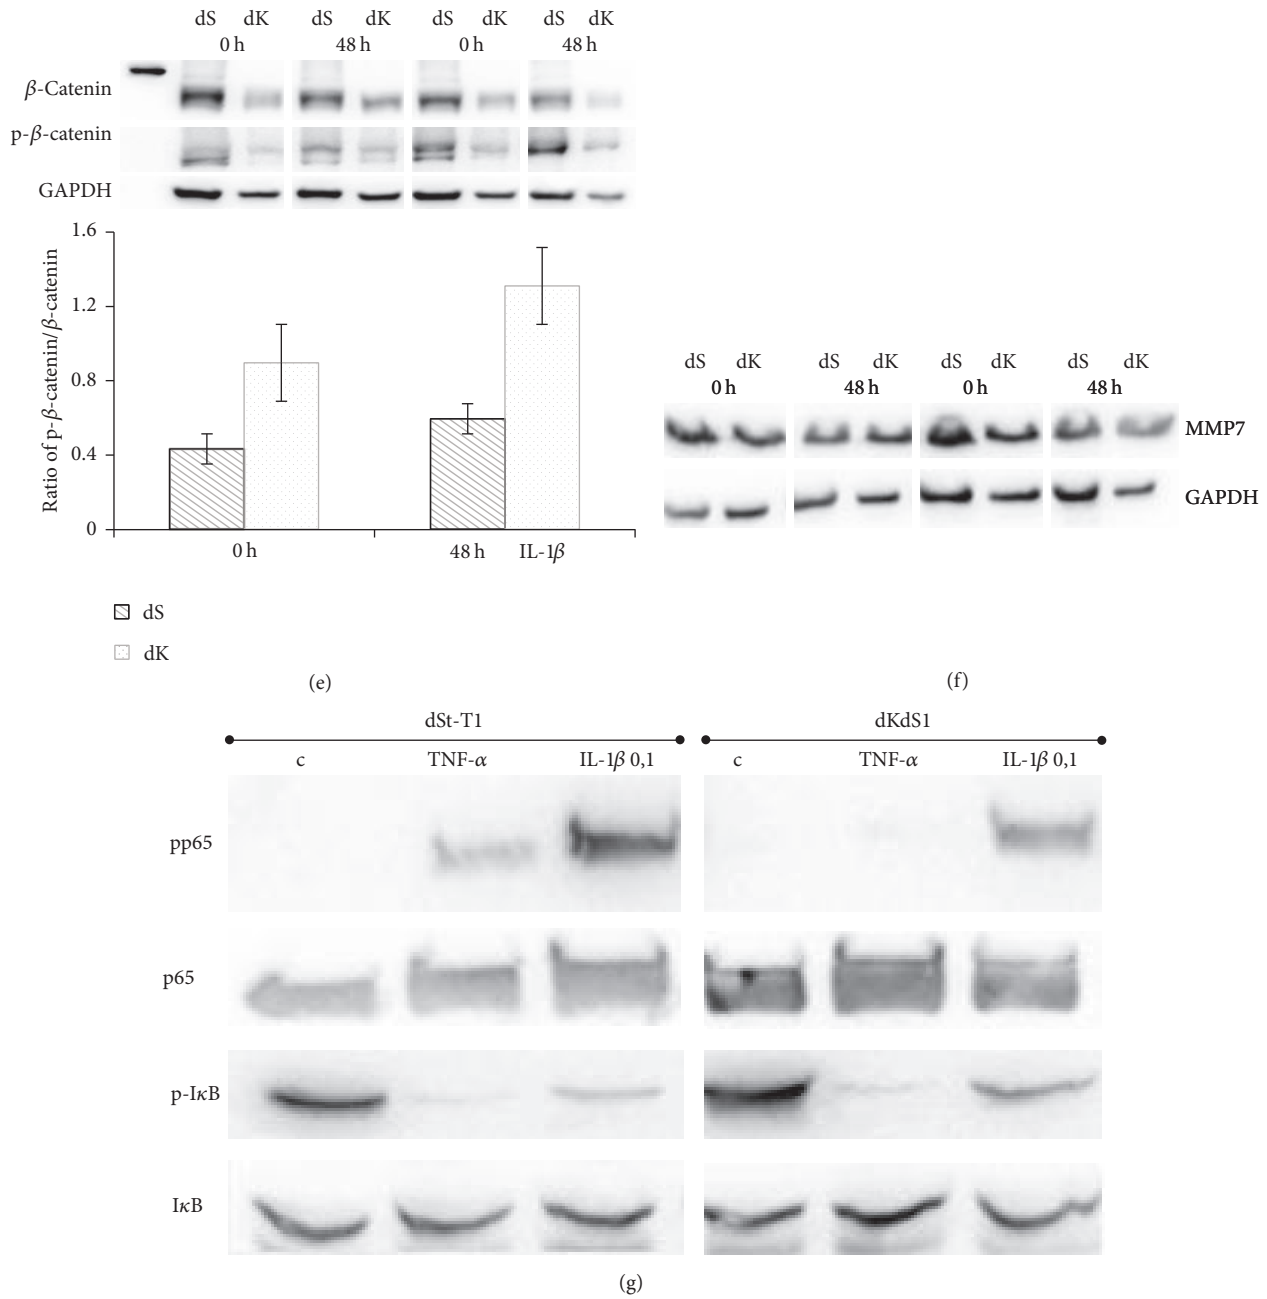 dS dK dS dK dS dK dS dK
0 h 48 h 0 h 48 h
β-Catenin
p-β-catenin
GAPDH
1.6
1.2
0.8
0.4
0
Ratio of p-β-catenin/β-catenin
0 h 48 h IL-1β
dS
dK
(e)
dS dK dS dK dS dK dS dK
0 h 48 h 0 h 48 h
MMP7
GAPDH
(f)
dSt-T1 dKdS1
c TNF-α IL-1β 0,1 c TNF-α IL-1β 0,1
pp65
p65
p-IκB
IκB
(g)